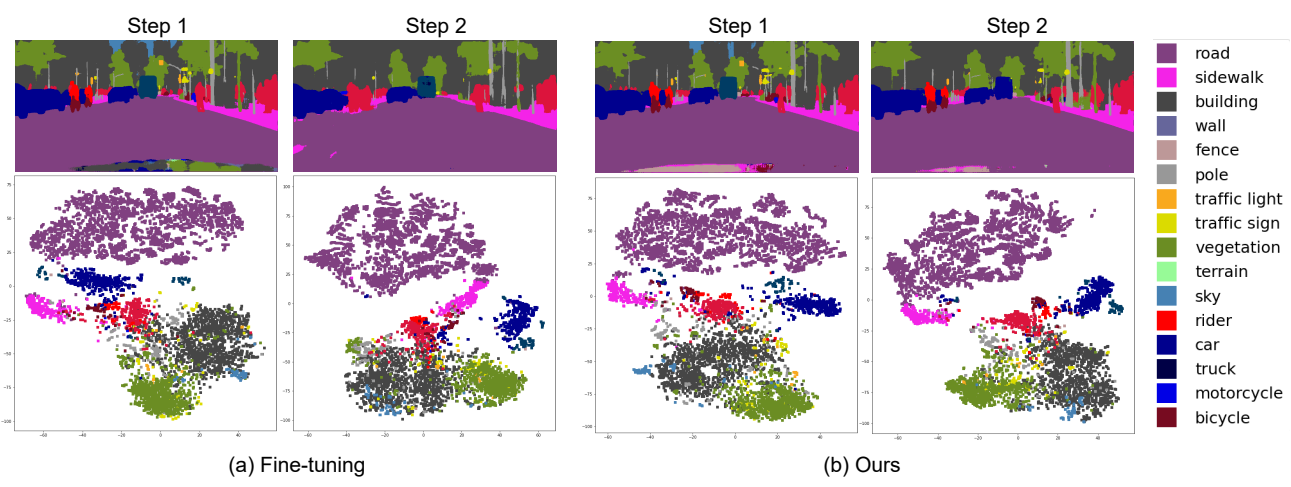 Step 1
Step 2
Step 1
Step 2
road
sidewalk
building
wall
fence
pole
traffic light
traffic sign
vegetation
terrain
sky
rider
car
truck
motorcycle
bicycle
(a) Fine-tuning
(b) Ours